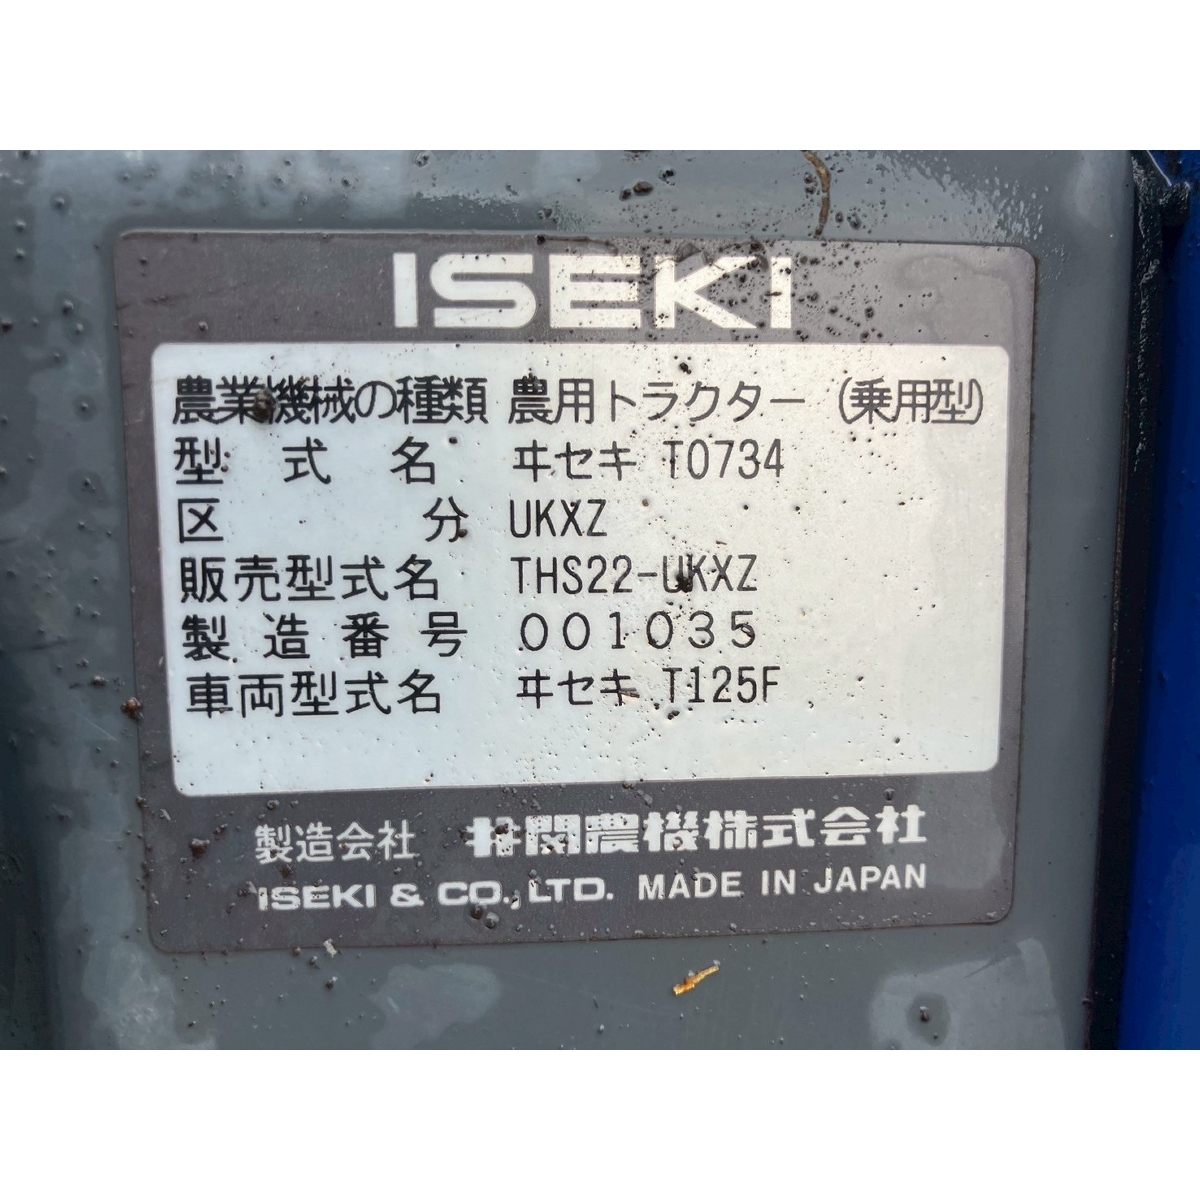 ISEKI
農業機械の種類 農用トラクター (乗用型)
型式名 ヰセキ T0734
区分 UKXZ
販売型式名 THS22-UKXZ
製造番号 001035
車両型式名 ヰセキ T125F
製造会社 井関農機株式会社
ISEKI & CO., LTD. MADE IN JAPAN